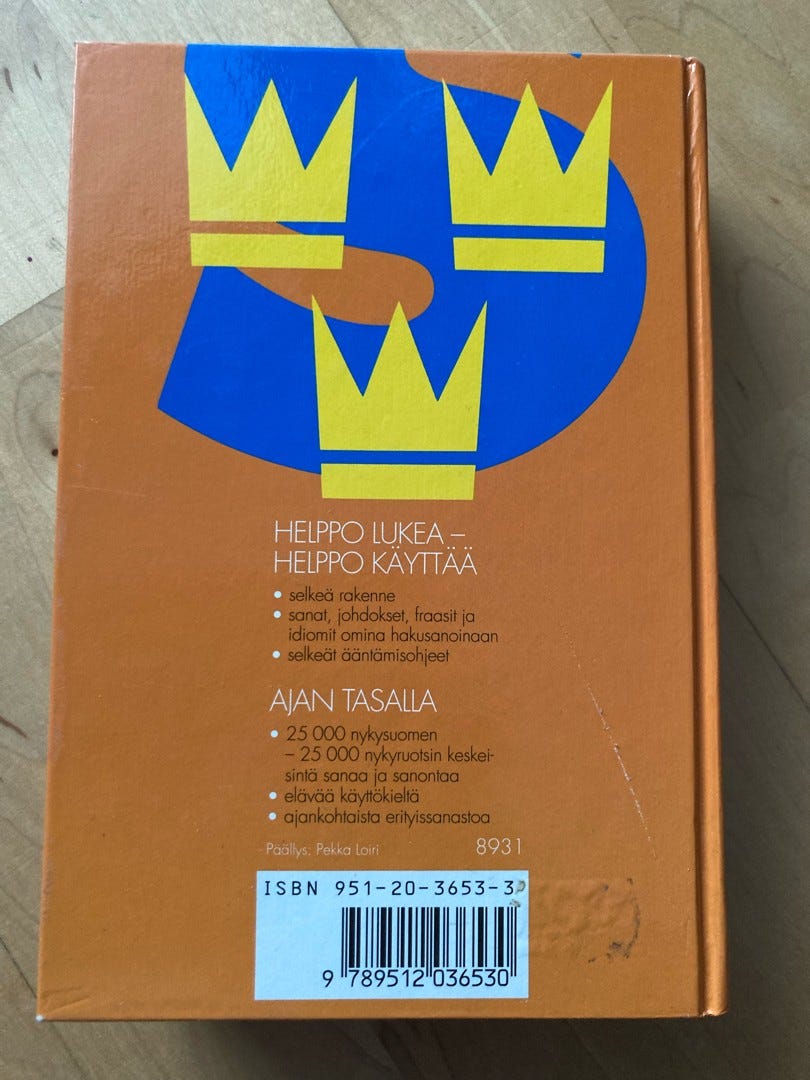 HELPPO LUKEA –
HELPPO KÄYTTÄÄ
• selkeä rakenne
• sanat, johdokset, fraasit ja
idiomit omina hakusanoinaan
• selkeät ääntämisohjeet
AJAN TASALLA
• 25 000 nykysuomen
– 25 000 nykyruotsin keskei-
sintä sanaa ja sanontaa
• elävää käyttökieltä
• ajankohtaista erityissanastoa
Päällys: Pekka Loiri 8931
ISBN 951-20-3653-3
9 789512 036530